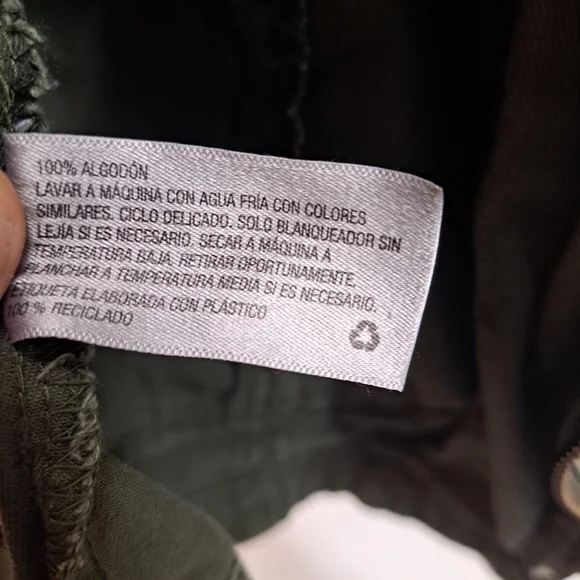 100% ALGODÓN
LAVAR A MÁQUINA CON AGUA FRÍA CON COLORES
SIMILARES. CICLO DELICADO. SOLO BLANQUEADOR SIN
LEJÍA SI ES NECESARIO. SECAR A MÁQUINA A
TEMPERATURA BAJA. RETIRAR OPORTUNAMENTE.
PLANCHAR A TEMPERATURA MEDIA SI ES NECESARIO.
ETIQUETA ELABORADA CON PLÁSTICO
100 % RECICLADO